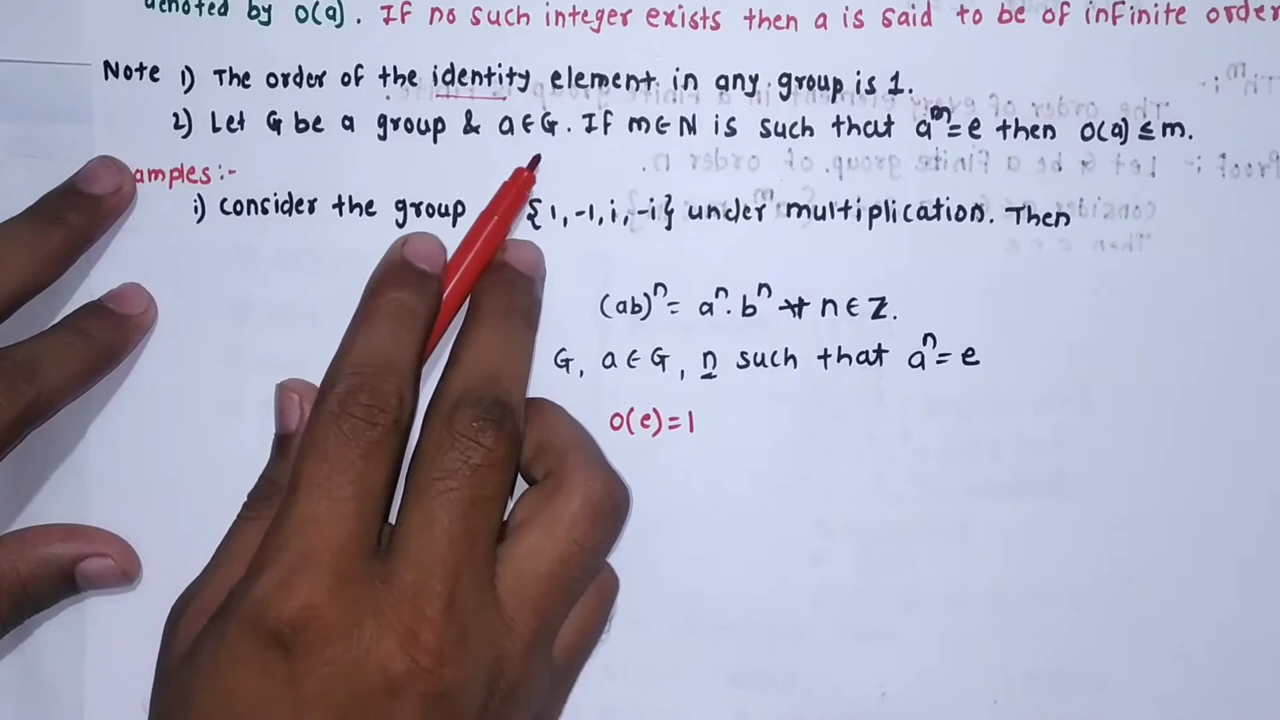 denoted by o(a). If no such integer exists then a is said to be of infinite order
Note 1) The order of the identity element in any group is 1.
2) Let G be a group & a ∈ G. If m ∈ N is such that a^m = e then o(a) ≤ m.
amples:-
i) consider the group {1, -1, i, -i} under multiplication. Then
(ab)^n = a^n. b^n ∀ n ∈ Z.
G, a ∈ G, n such that a^n = e
o(e) = 1